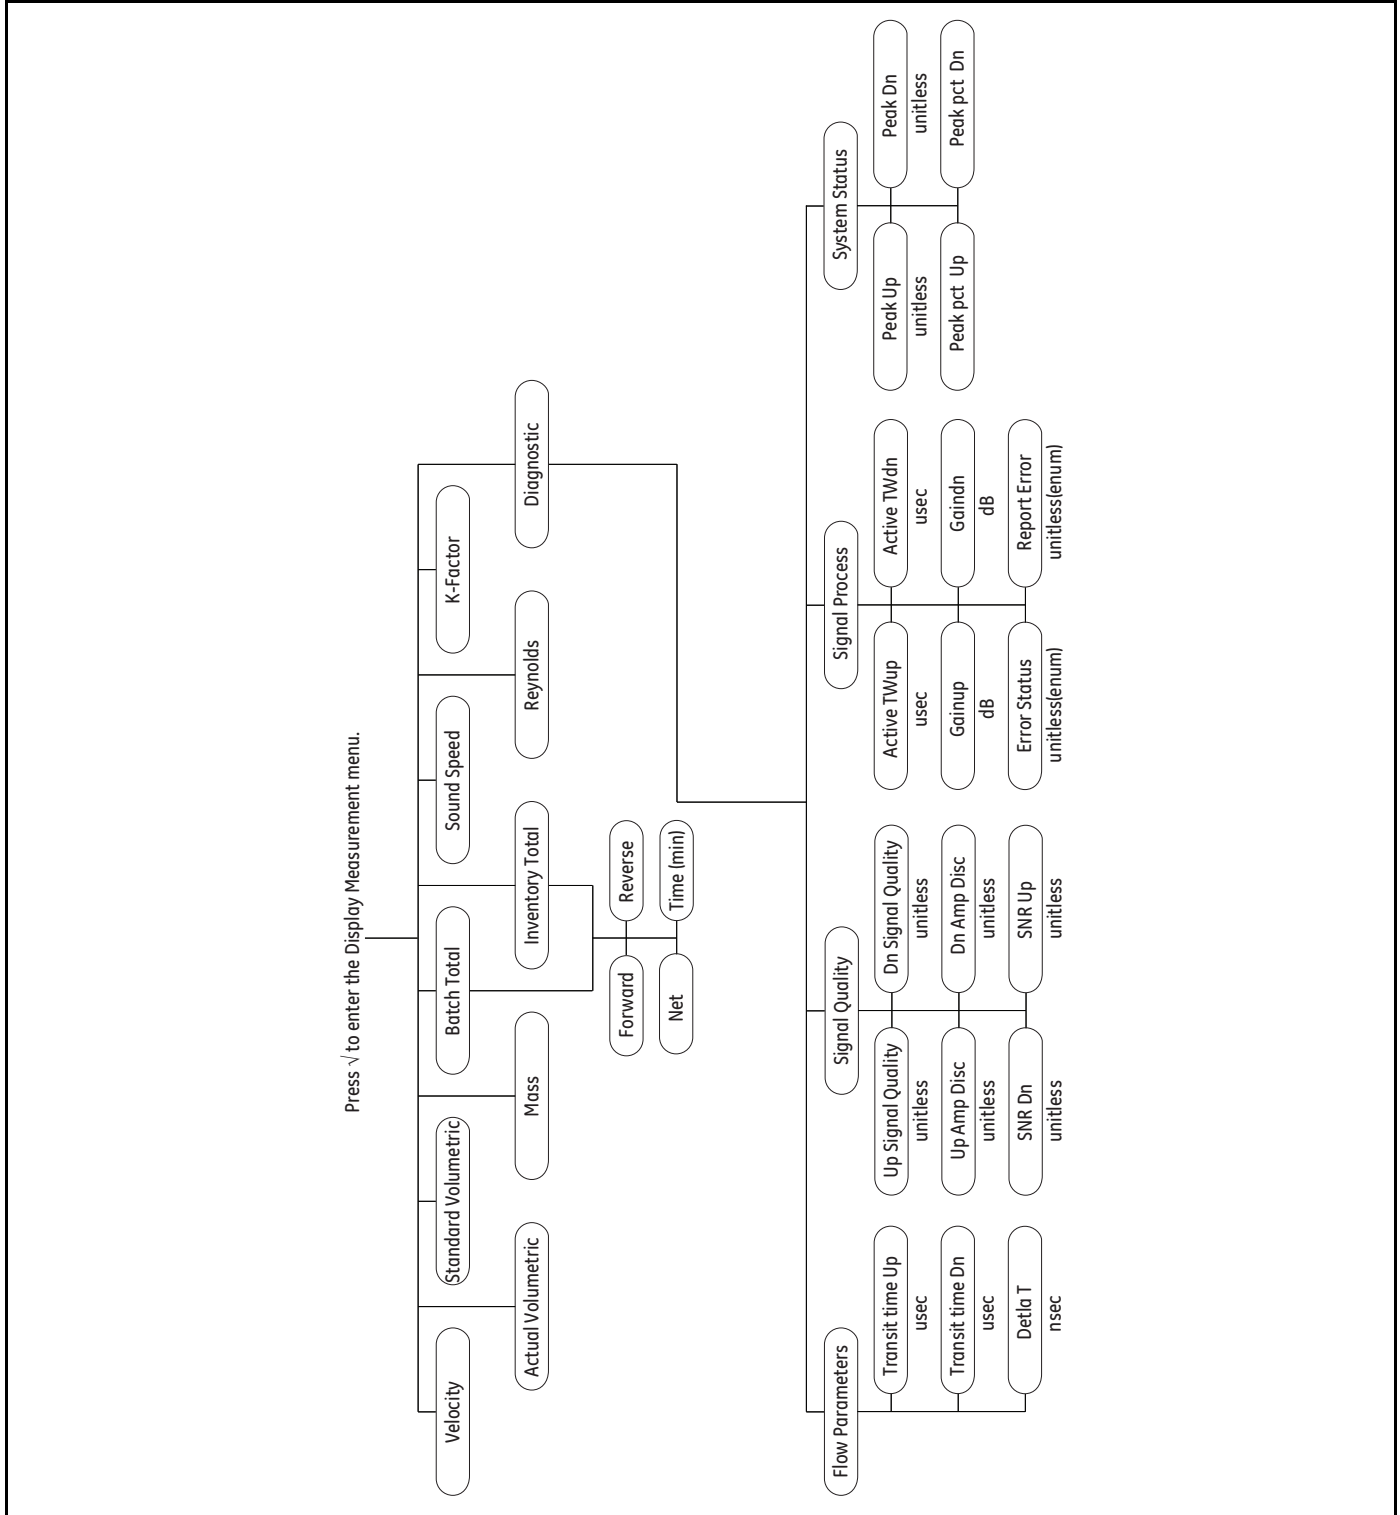 Press √ to enter the Display Measurement menu.
Velocity
Standard Volumetric
Batch Total
Sound Speed
K-Factor
Actual Volumetric
Mass
Inventory Total
Reynolds
Diagnostic
Forward
Reverse
Net
Time (min)
Flow Parameters
Signal Quality
Signal Process
System Status
Transit time Up
usec
Transit time Dn
usec
Detla T
nsec
Up Signal Quality
unitless
Dn Signal Quality
unitless
Up Amp Disc
unitless
Dn Amp Disc
unitless
SNR Dn
unitless
SNR Up
unitless
Active TWup
usec
Active TWdn
usec
Gainup
dB
Gaindn
dB
Error Status
unitless(enum)
Report Error
unitless(enum)
Peak Up
unitless
Peak Dn
unitless
Peak pct Up
Peak pct Dn